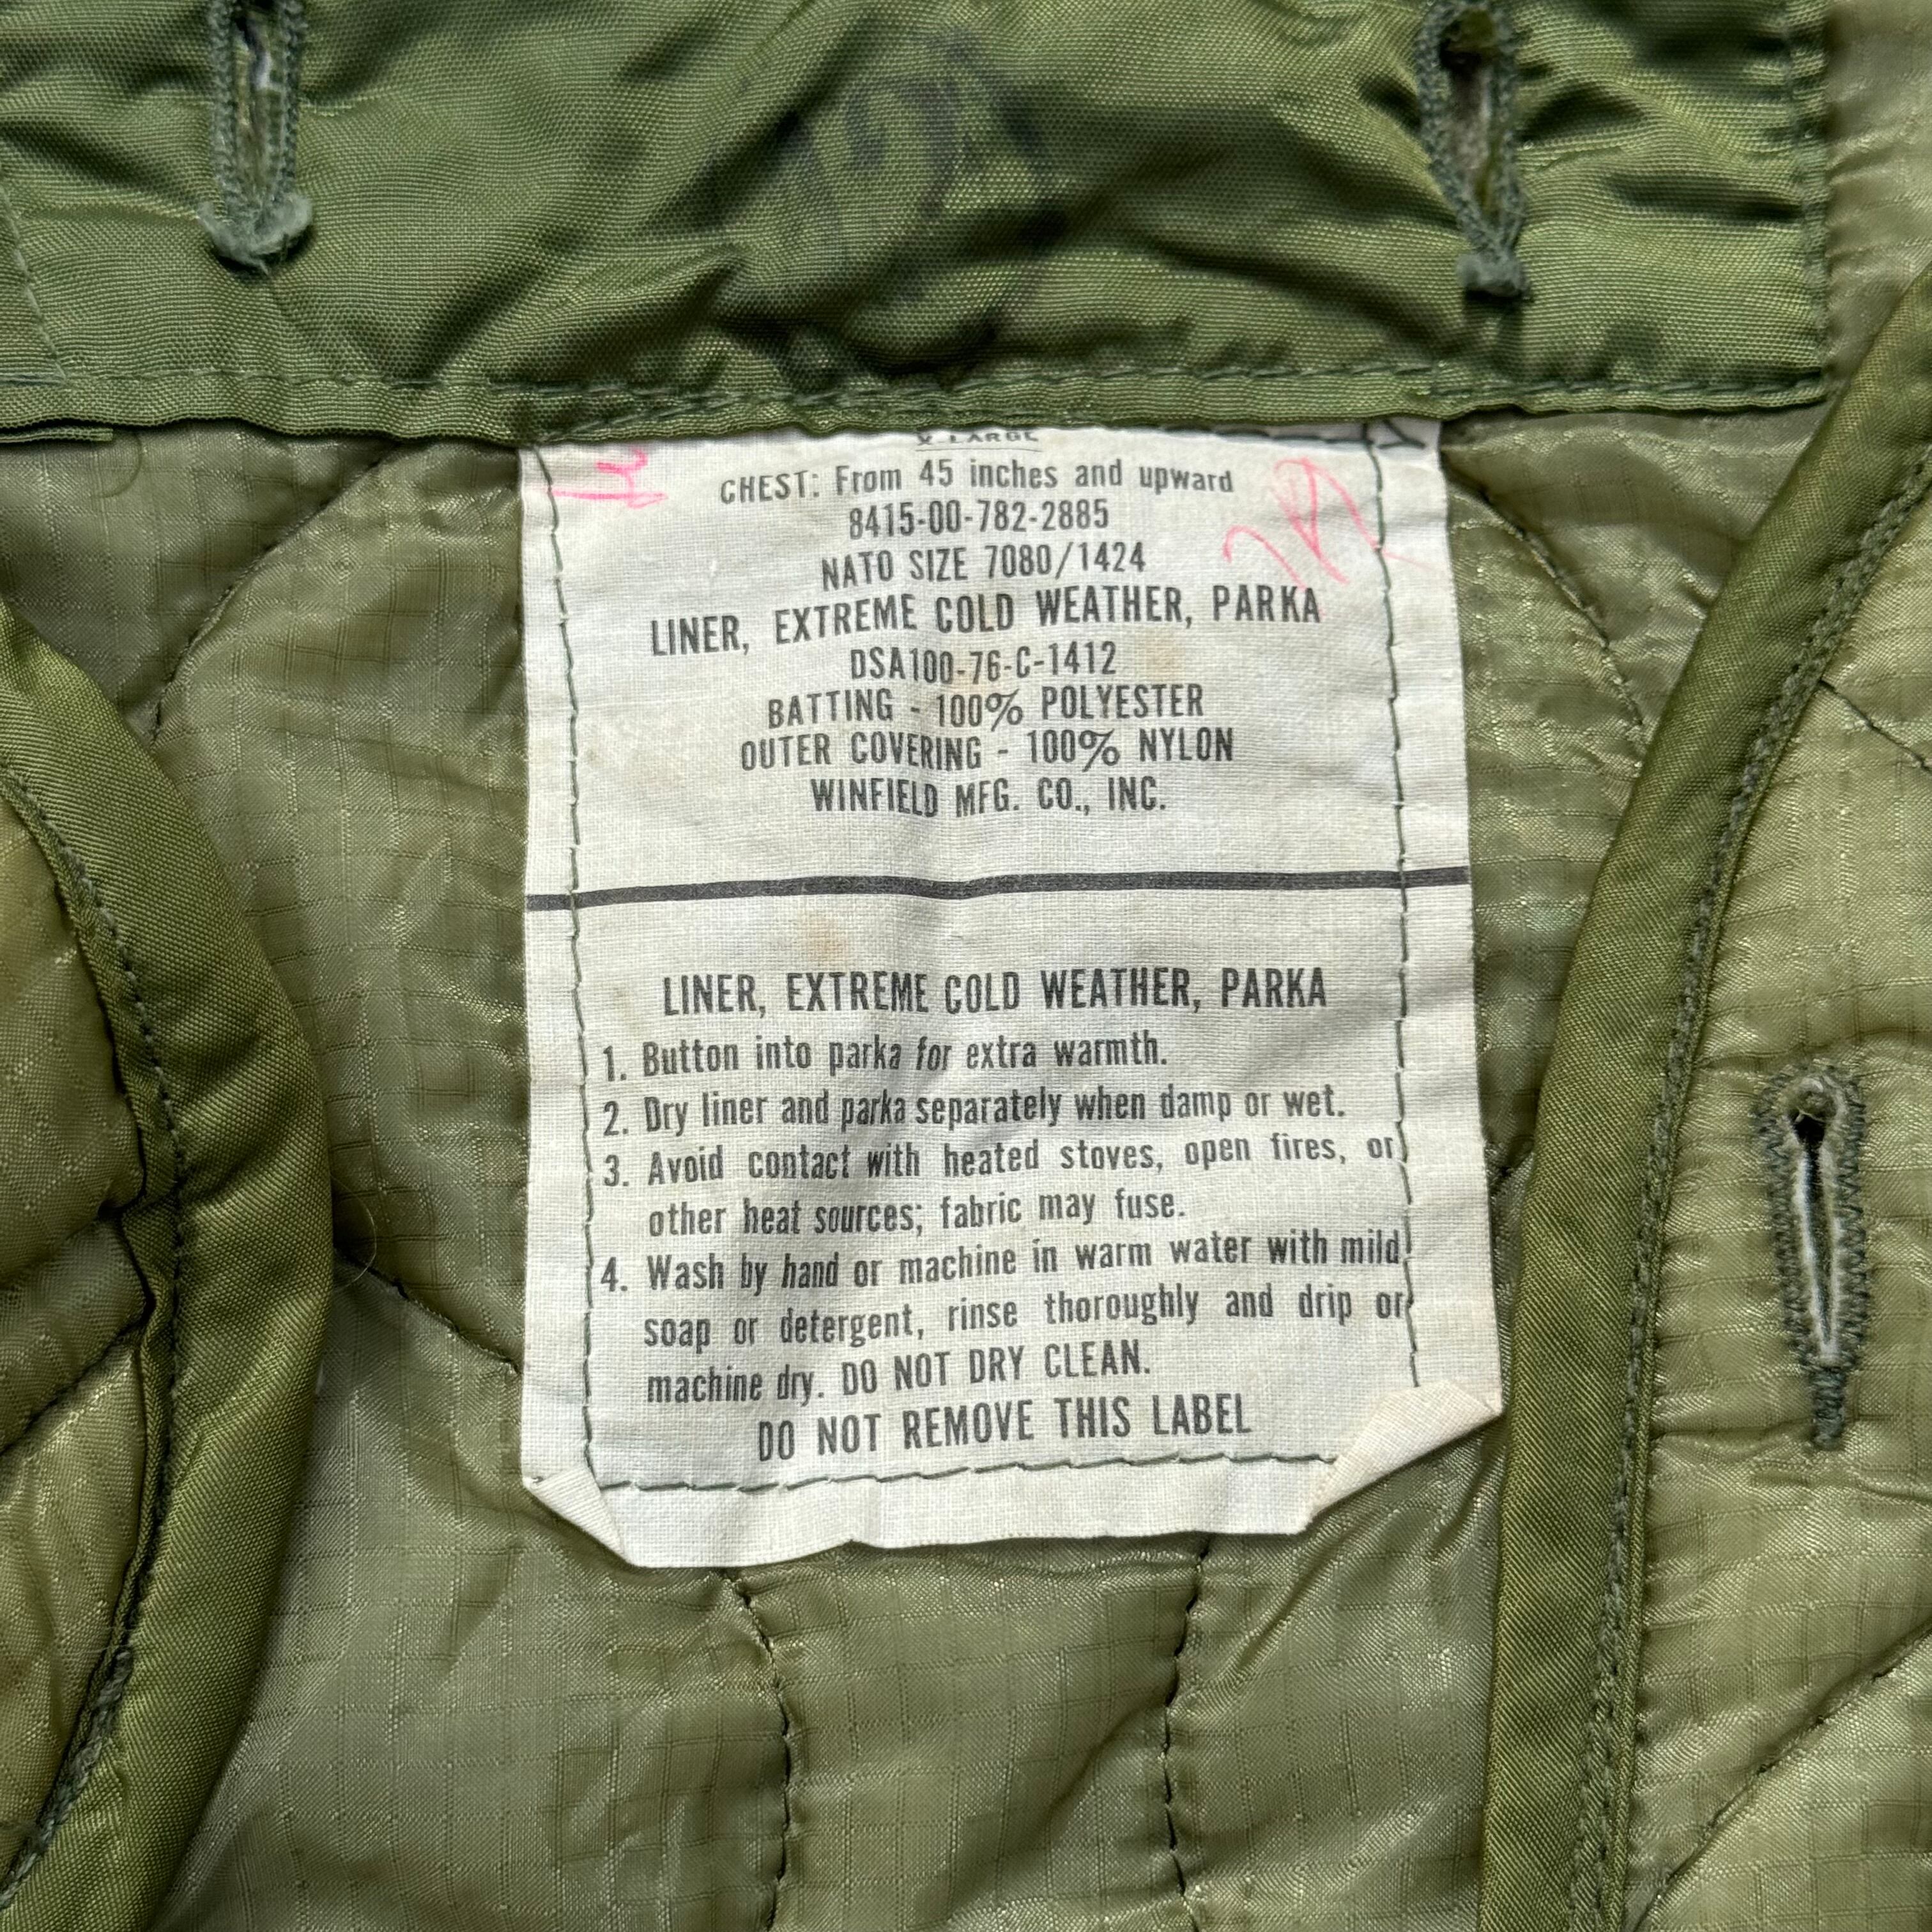 X LARGE
CHEST: From 45 inches and upward
8415-00-782-2885
NATO SIZE 7080/1424
LINER, EXTREME COLD WEATHER, PARKA
DSA100-76-C-1412
BATTING - 100% POLYESTER
OUTER COVERING - 100% NYLON
WINFIELD MFG. CO., INC.
LINER, EXTREME COLD WEATHER, PARKA
1. Button into parka for extra warmth.
2. Dry liner and parka separately when damp or wet.
3. Avoid contact with heated stoves, open fires, or
other heat sources; fabric may fuse.
4. Wash by hand or machine in warm water with mild
soap or detergent, rinse thoroughly and drip or
machine dry. DO NOT DRY CLEAN.
DO NOT REMOVE THIS LABEL